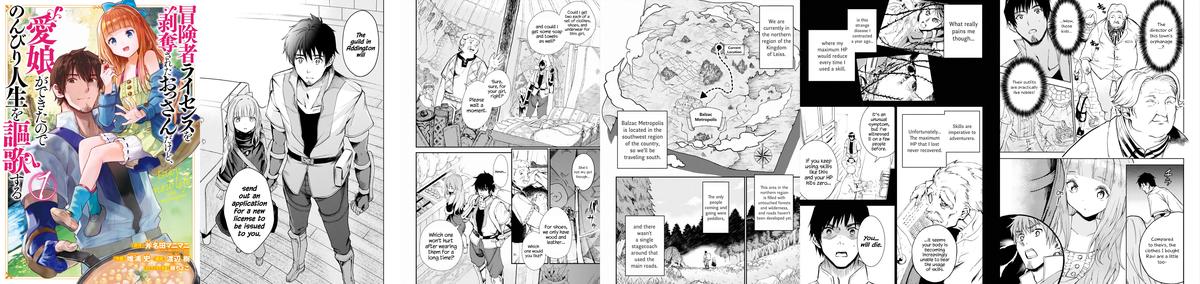 冒険者ライセンスを
剥奪されたおっさんだけど、
愛娘ができたので
のんびり人生を謳歌する
1
斧名田マニマニ
唯浦史
渡辺樹
The
guild in
Addington
will
send
out an
application
for a new
license to
be issued
to you.
Could I get
two each of a
set of clothes,
shoes, and
underwear for
this girl,
and could I
get some soap
and towels
as well?
Sure,
sure, for
your girl,
right?
Please
wait a
moment.
She's
not my girl
though...
Hmm...
Which one
won't hurt
after wearing
them for a
long time?
For shoes,
we only have
wood and
leather...
Which one
would you
like?
We are
currently in
the northern
region of the
Kingdom
of Leisa.
Current
Location
Balzac
Metropolis
Balzac Metropolis
is located in the
southwest region
of the country,
so we'll be
traveling south.
This area in the
northern region
is filled with
untouched forests
and wilderness,
and roads haven't
been developed yet.
The only
people
coming and
going were
peddlers,
and there
wasn't
a single
stagecoach
around that
used the
main roads.
What really
pains me
though...
is this
strange
disease I
contracted
a year ago...
where my
maximum HP
would reduce
every time I
used a skill.
It's an
unusual
symptom,
but I've
witnessed it
on a few
people
before.
If you keep
using skills
like this
and your HP
hits zero...
You...
will die.
Skills are
imperative to
adventurers.
Unfortunately...
The maximum
HP that I lost
never recovered.
...It seems
your body is
becoming
increasingly
unable to bear
the usage
of skills.
The
director of
this town's
orphanage
Wow,
those
kids...
Their outfits
are practically
like nobles!
Compared to
theirs, the
clothes I
bought
Ravi are a
little too-